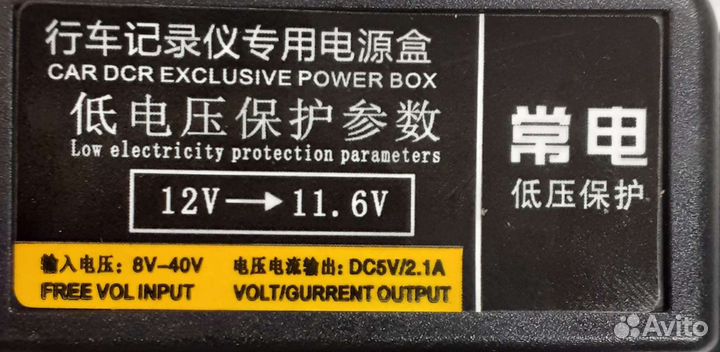 行车记录仪专用电源盒
CAR DCR EXCLUSIVE POWER BOX
低电压保护参数
Low electricity protection parameters
12V→11.6V
输入电压: 8V-40V
FREE VOL INPUT
电压电流输出: DC5V/2.1A
VOLT/GURRENT OUTPUT
常电
低压保护
Avito